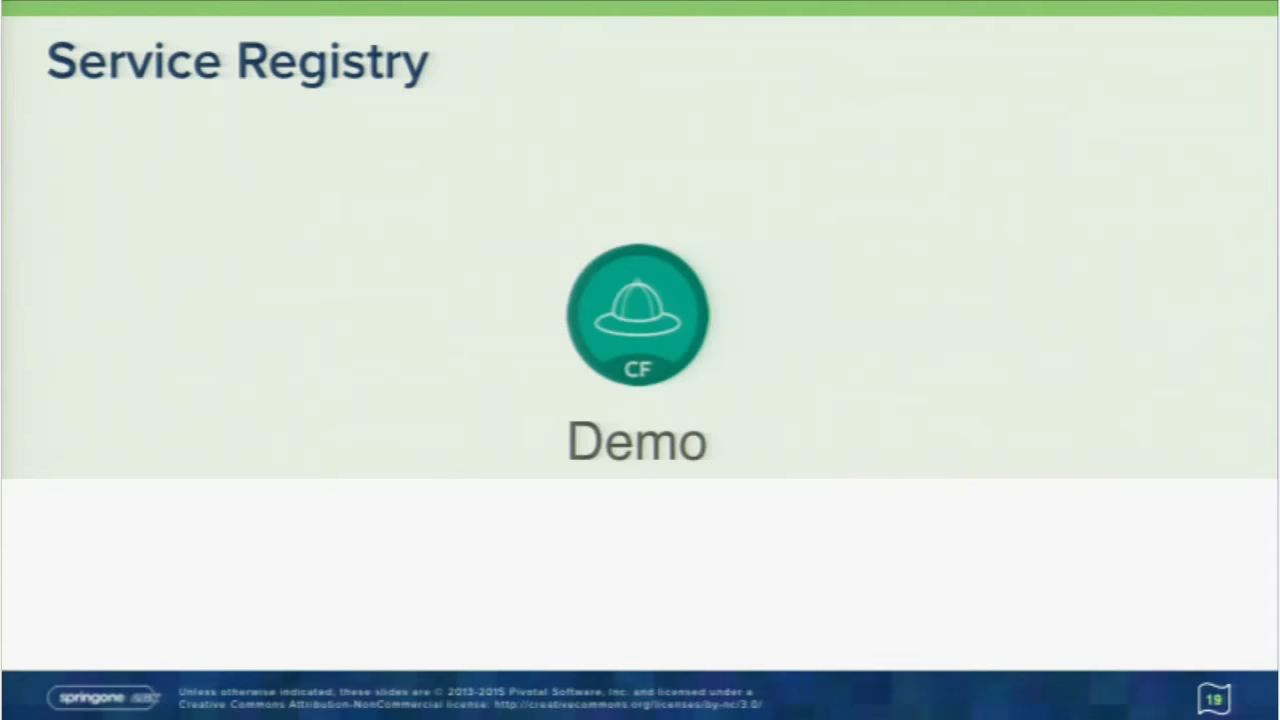 Service Registry
CF
Demo
springone
Unless otherwise indicated, these slides are © 2013-2015 Pivotal Software, Inc. and licensed under a
Creative Commons Attribution-NonCommercial license: http://creativecommons.org/licenses/by-nc/3.0/
19